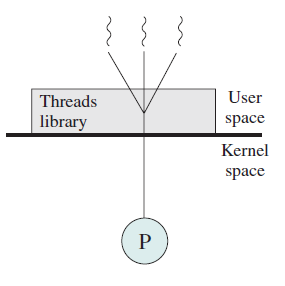 Threads
library
User
space
Kernel
space
P